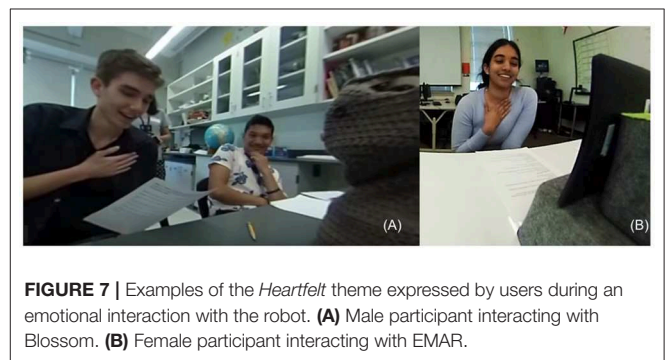 (A)
(B)
FIGURE 7 | Examples of the Heartfelt theme expressed by users during an
emotional interaction with the robot. (A) Male participant interacting with
Blossom. (B) Female participant interacting with EMAR.